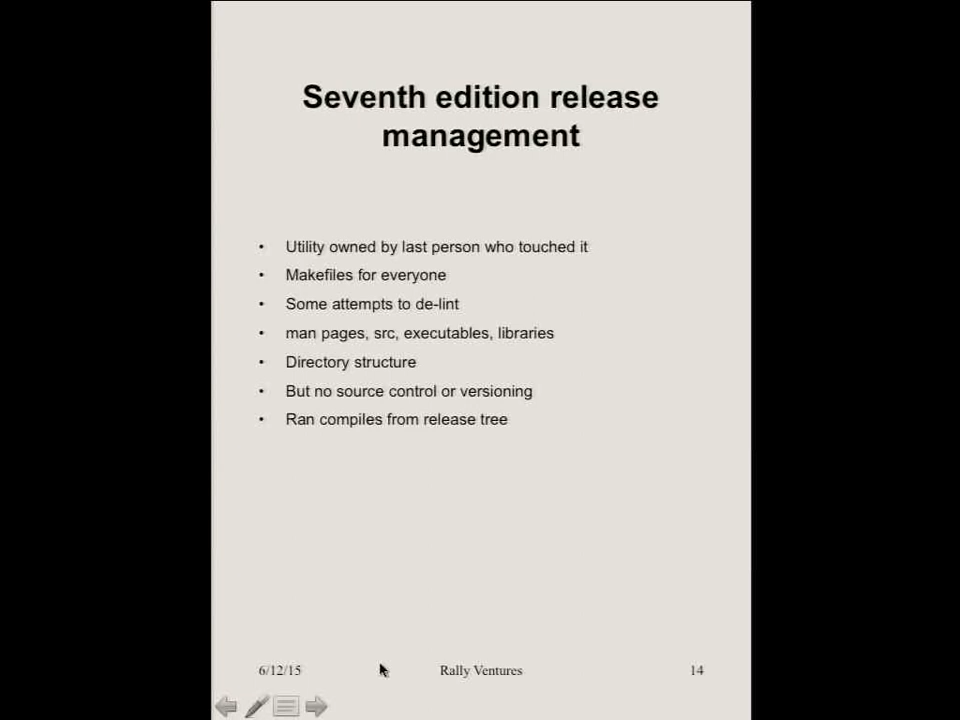 Seventh edition release
management
• Utility owned by last person who touched it
• Makefiles for everyone
• Some attempts to de-lint
• man pages, src, executables, libraries
• Directory structure
• But no source control or versioning
• Ran compiles from release tree
6/12/15 Rally Ventures 14